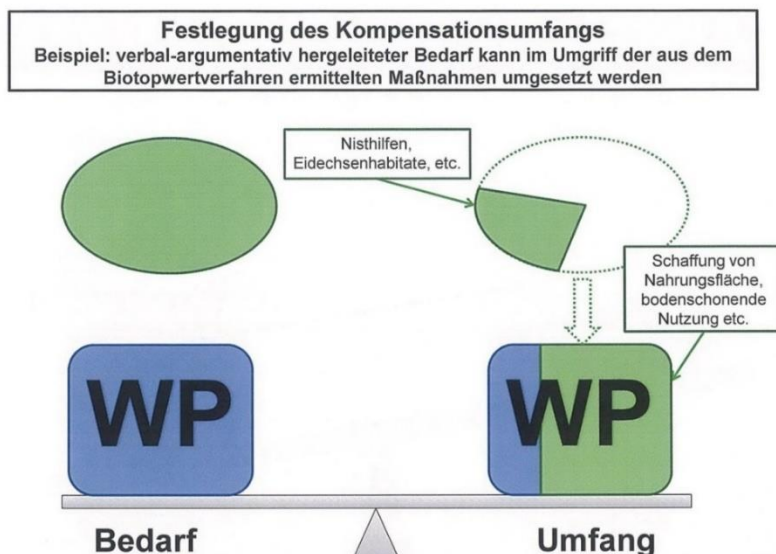 Festlegung des Kompensationsumfangs
Beispiel: verbal-argumentativ hergeleiteter Bedarf kann im Umgriff der aus dem
Biotopwertverfahren ermittelten Maßnahmen umgesetzt werden
Nisthilfen,
Eidechsenhabitate, etc.
Schaffung von
Nahrungsfläche,
bodenschonende
Nutzung etc.
WP
WP
Bedarf
Umfang